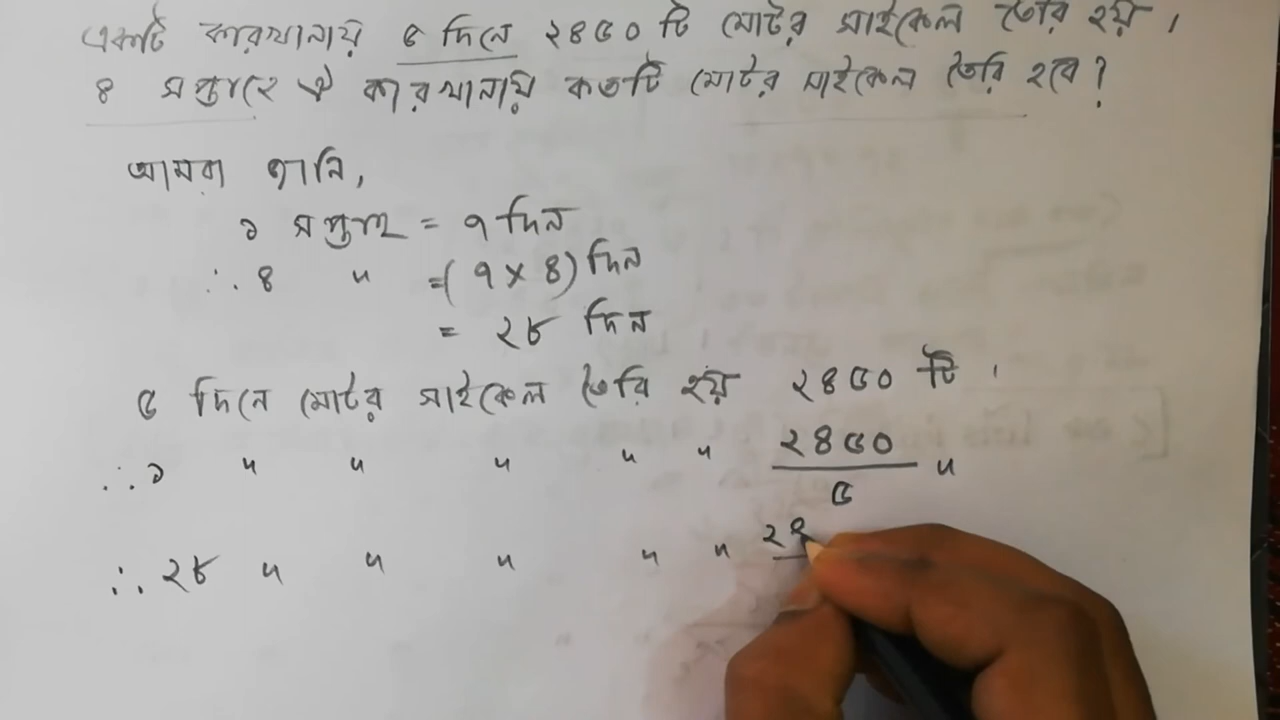 একটি কারখানায় ৫ দিনে ২৪৫০ টি মোটর সাইকেল তৈরি হয় ।
৪ সপ্তাহে ঐ কারখানায় কতটি মোটর সাইকেল তৈরি হবে ?
আমরা জানি,
১ সপ্তাহ = ৭ দিন
∴ ৪ " = ( ৭ × ৪ ) দিন
= ২৮ দিন
৫ দিনে মোটর সাইকেল তৈরি হয় ২৪৫০ টি ।
∴ ১ " " " " " ২৪৫০/৫ "
∴ ২৮ " " " " " ২৪